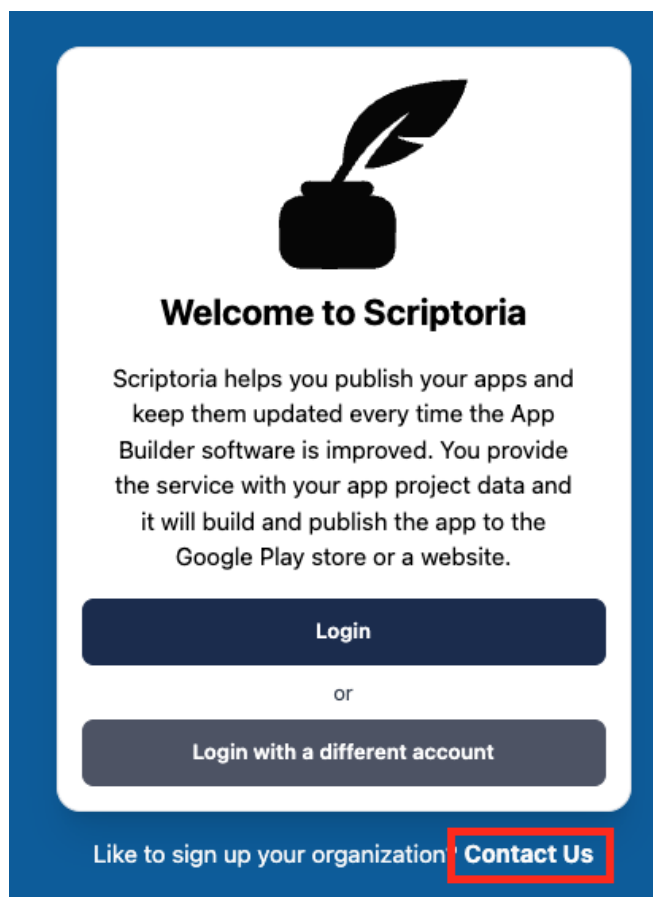 Welcome to Scriptoria
Scriptoria helps you publish your apps and
keep them updated every time the App
Builder software is improved. You provide
the service with your app project data and
it will build and publish the app to the
Google Play store or a website.
Login
or
Login with a different account
Like to sign up your organization? Contact Us